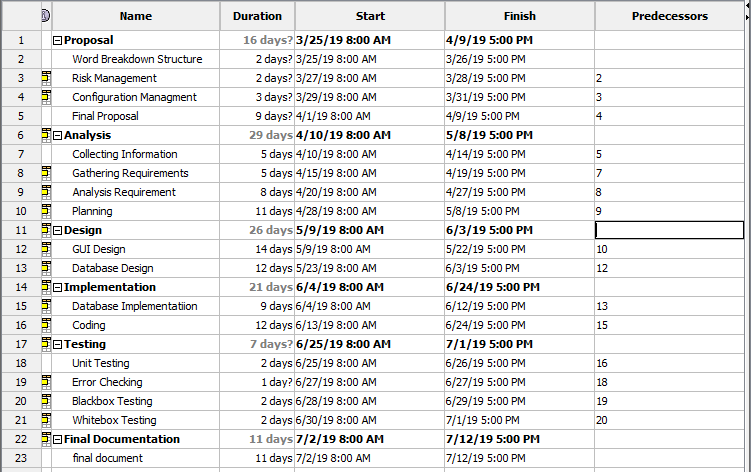 Name Duration Start Finish Predecessors
1 Proposal 16 days? 3/25/19 8:00 AM 4/9/19 5:00 PM
2 Word Breakdown Structure 2 days? 3/25/19 8:00 AM 3/26/19 5:00 PM
3 Risk Management 2 days? 3/27/19 8:00 AM 3/28/19 5:00 PM 2
4 Configuration Managment 3 days? 3/29/19 8:00 AM 3/31/19 5:00 PM 3
5 Final Proposal 9 days? 4/1/19 8:00 AM 4/9/19 5:00 PM 4
6 Analysis 29 days 4/10/19 8:00 AM 5/8/19 5:00 PM
7 Collecting Information 5 days 4/10/19 8:00 AM 4/14/19 5:00 PM 5
8 Gathering Requirements 5 days 4/15/19 8:00 AM 4/19/19 5:00 PM 7
9 Analysis Requirement 8 days 4/20/19 8:00 AM 4/27/19 5:00 PM 8
10 Planning 11 days 4/28/19 8:00 AM 5/8/19 5:00 PM 9
11 Design 26 days 5/9/19 8:00 AM 6/3/19 5:00 PM
12 GUI Design 14 days 5/9/19 8:00 AM 5/22/19 5:00 PM 10
13 Database Design 12 days 5/23/19 8:00 AM 6/3/19 5:00 PM 12
14 Implementation 21 days 6/4/19 8:00 AM 6/24/19 5:00 PM
15 Database Implementatiion 9 days 6/4/19 8:00 AM 6/12/19 5:00 PM 13
16 Coding 12 days 6/13/19 8:00 AM 6/24/19 5:00 PM 15
17 Testing 7 days? 6/25/19 8:00 AM 7/1/19 5:00 PM
18 Unit Testing 2 days 6/25/19 8:00 AM 6/26/19 5:00 PM 16
19 Error Checking 1 day? 6/27/19 8:00 AM 6/27/19 5:00 PM 18
20 Blackbox Testing 2 days 6/28/19 8:00 AM 6/29/19 5:00 PM 19
21 Whitebox Testing 2 days 6/30/19 8:00 AM 7/1/19 5:00 PM 20
22 Final Documentation 11 days 7/2/19 8:00 AM 7/12/19 5:00 PM
23 final document 11 days 7/2/19 8:00 AM 7/12/19 5:00 PM